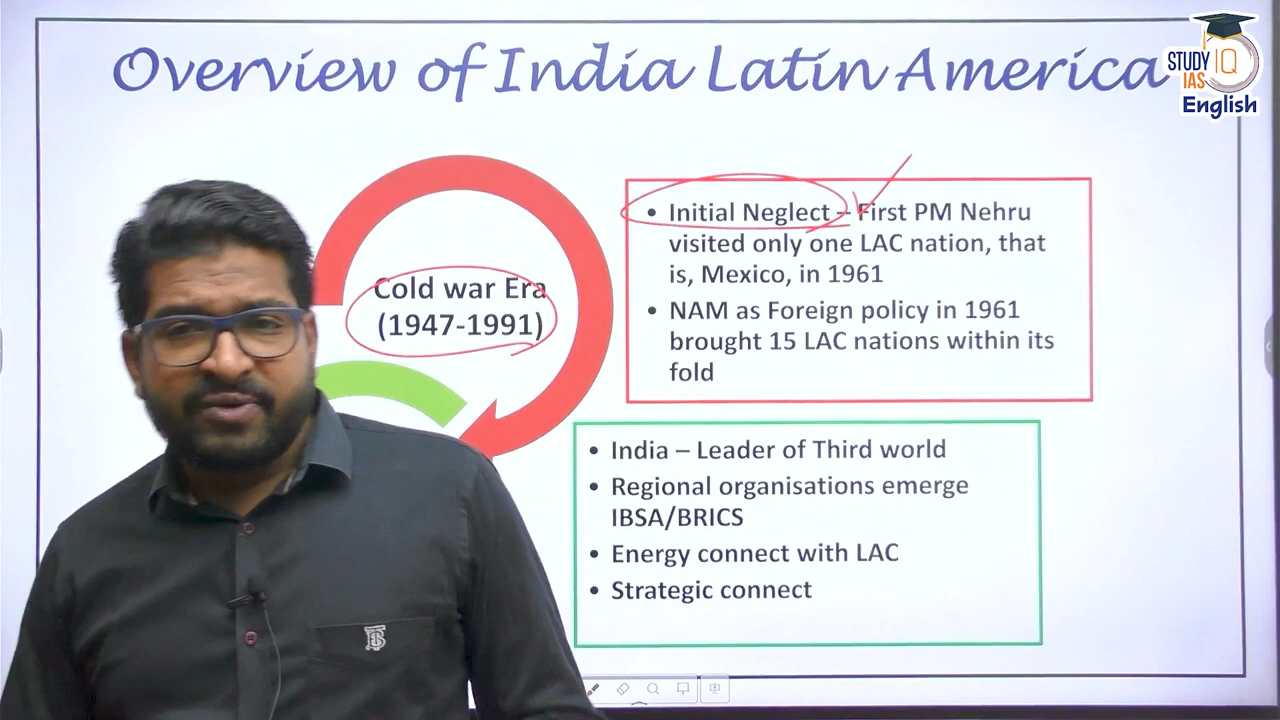 Overview of India Latin America
STUDY IQ
IAS
English
Cold war Era
(1947-1991)
• Initial Neglect – First PM Nehru
visited only one LAC nation, that
is, Mexico, in 1961
• NAM as Foreign policy in 1961
brought 15 LAC nations within its
fold
• India – Leader of Third world
• Regional organisations emerge
IBSA/BRICS
• Energy connect with LAC
• Strategic connect